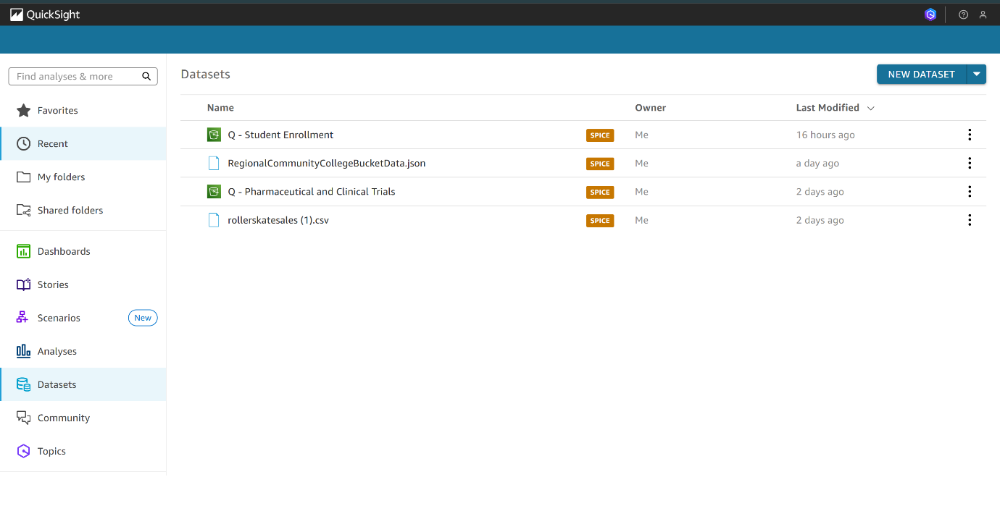 QuickSight
Find analyses & more
Favorites
Recent
My folders
Shared folders
Dashboards
Stories
Scenarios New
Analyses
Datasets
Community
Topics
Datasets
NEW DATASET
Name Owner Last Modified
Q - Student Enrollment SPICE Me 16 hours ago
RegionalCommunityCollegeBucketData.json SPICE Me a day ago
Q - Pharmaceutical and Clinical Trials SPICE Me 2 days ago
rollerskatesales (1).csv SPICE Me 2 days ago